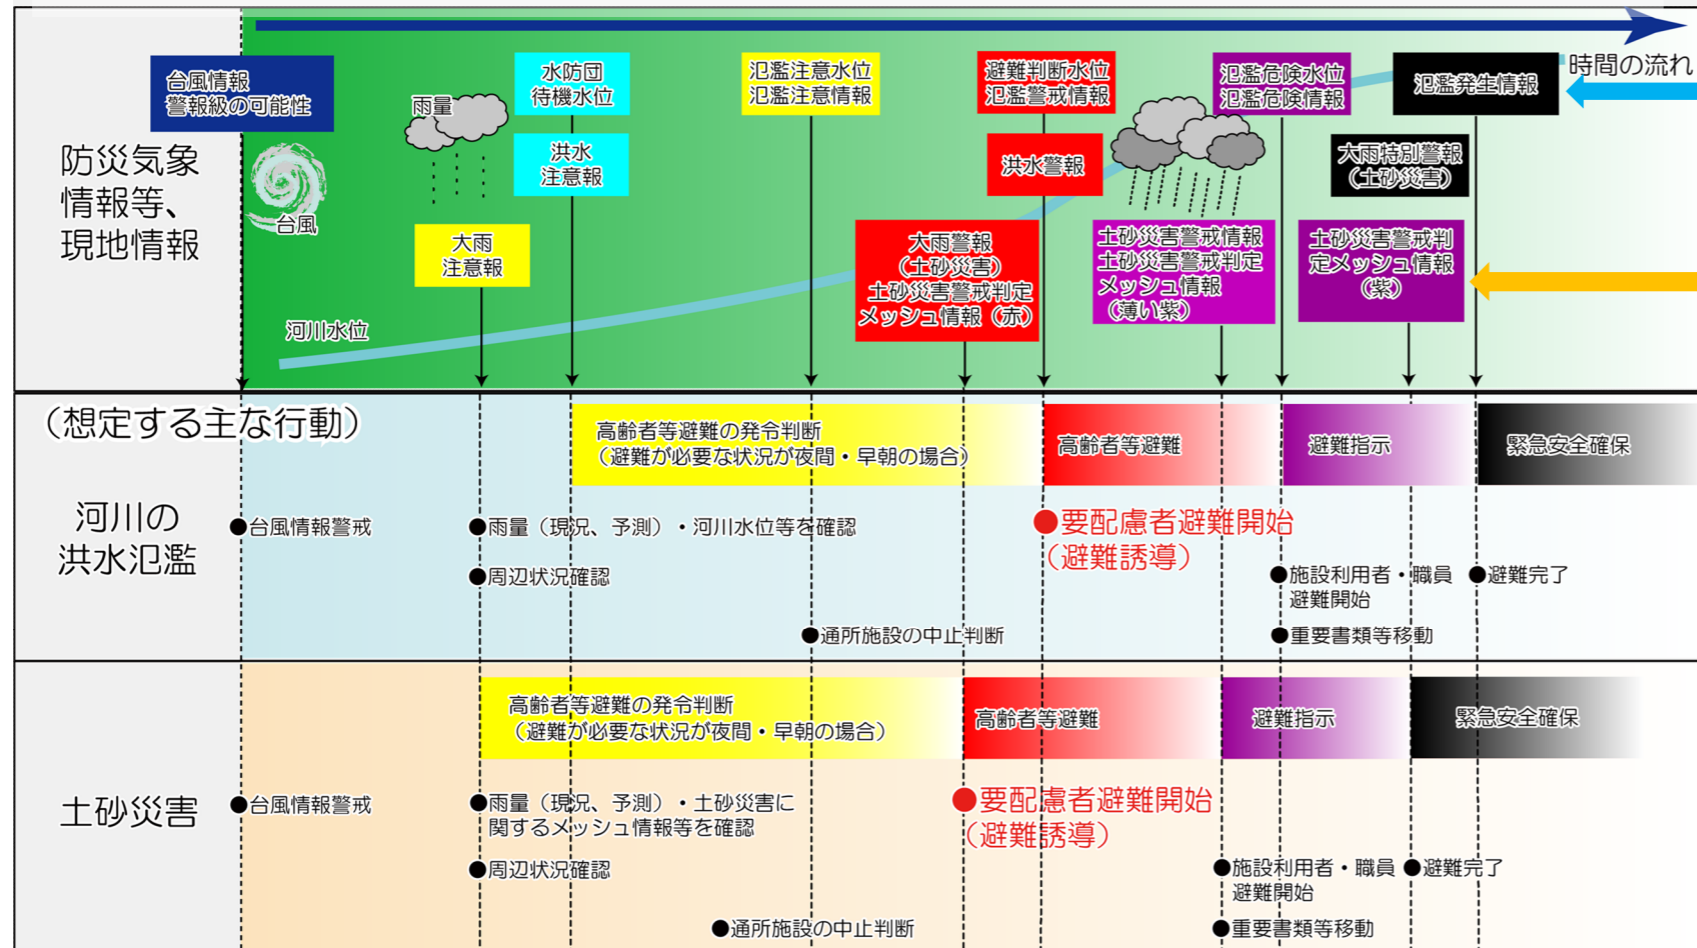 時間の流れ
防災気象
情報等、
現地情報
台風情報
警報級の可能性
台風
雨量
大雨
注意報
水防団
待機水位
洪水
注意報
氾濫注意水位
氾濫注意情報
避難判断水位
氾濫警戒情報
洪水警報
大雨警報
（土砂災害）
土砂災害警戒判定
メッシュ情報（赤）
氾濫危険水位
氾濫危険情報
土砂災害警戒情報
土砂災害警戒判定
メッシュ情報
（薄い紫）
氾濫発生情報
大雨特別警報
（土砂災害）
土砂災害警戒判
定メッシュ情報
（紫）
河川水位
（想定する主な行動）
河川の
洪水氾濫
高齢者等避難の発令判断
（避難が必要な状況が夜間・早朝の場合）
高齢者等避難
避難指示
緊急安全確保
●台風情報警戒
●雨量（現況、予測）・河川水位等を確認
●周辺状況確認
●通所施設の中止判断
●要配慮者避難開始
（避難誘導）
●施設利用者・職員
避難開始
●重要書類等移動
●避難完了
土砂災害
高齢者等避難の発令判断
（避難が必要な状況が夜間・早朝の場合）
高齢者等避難
避難指示
緊急安全確保
●台風情報警戒
●雨量（現況、予測）・土砂災害に
関するメッシュ情報等を確認
●周辺状況確認
●通所施設の中止判断
●要配慮者避難開始
（避難誘導）
●施設利用者・職員
避難開始
●重要書類等移動
●避難完了